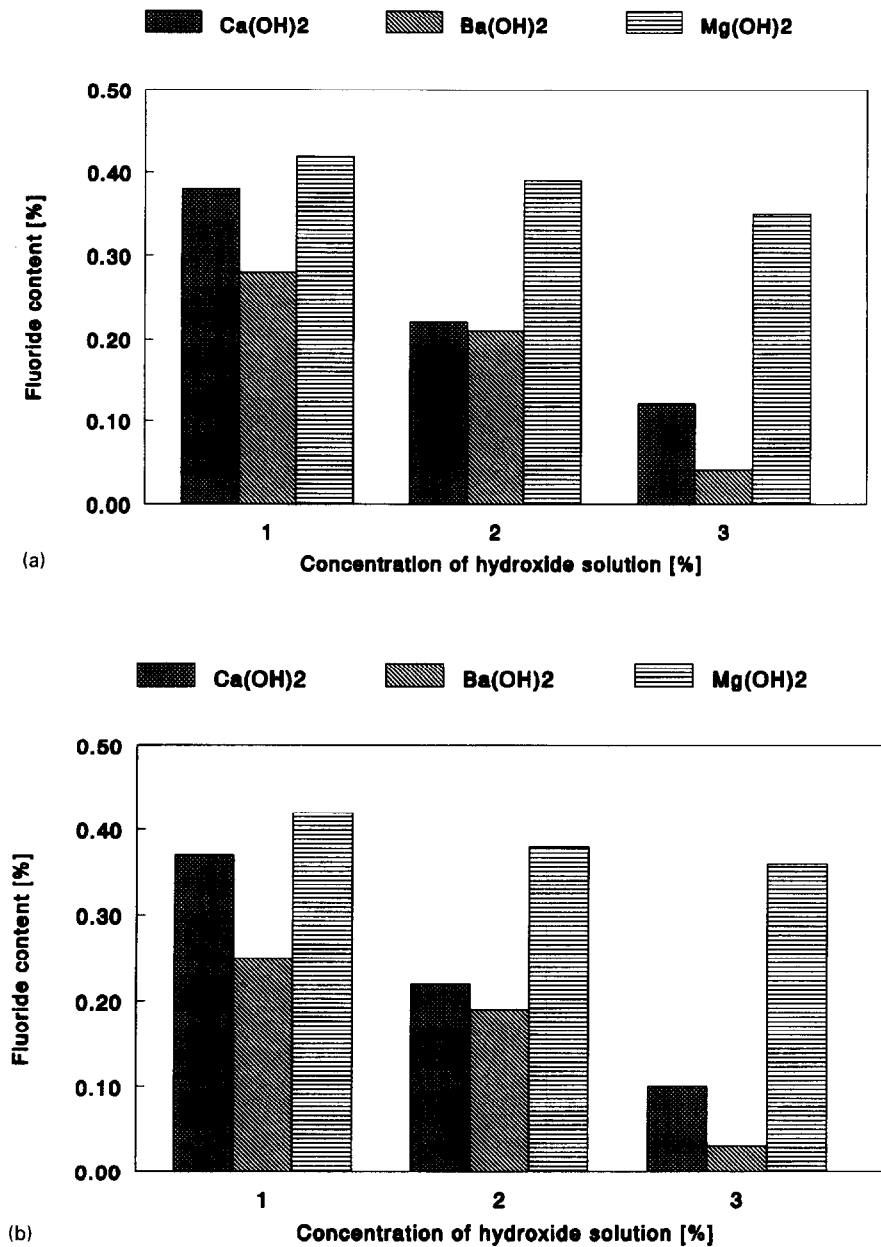 Ca(OH)2 Ba(OH)2 Mg(OH)2
0.50
0.40
0.30
0.20
0.10
0.00
Fluoride content [%]
1 2 3
Concentration of hydroxide solution [%]
(a)
Ca(OH)2 Ba(OH)2 Mg(OH)2
0.50
0.40
0.30
0.20
0.10
0.00
Fluoride content [%]
1 2 3
Concentration of hydroxide solution [%]
(b)